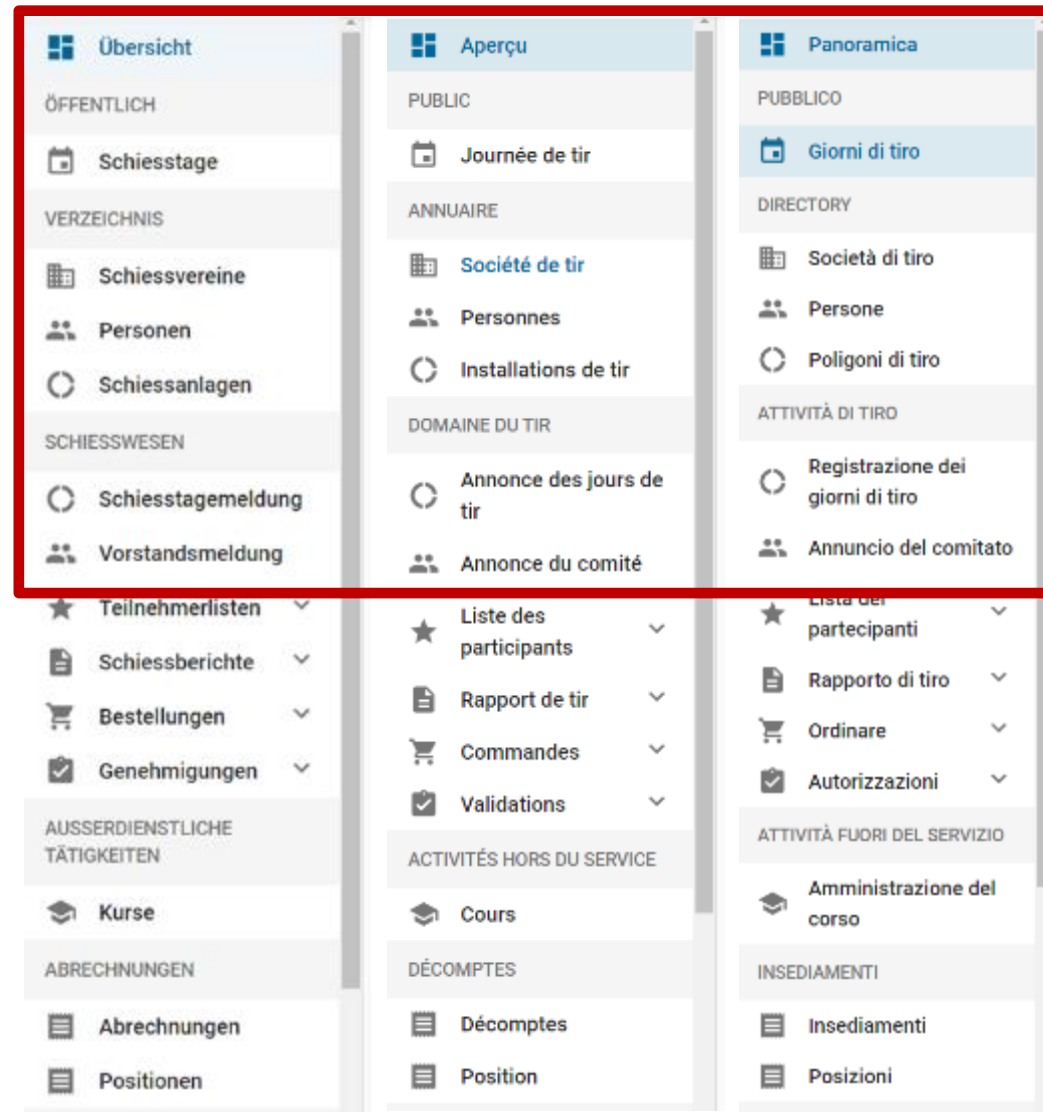 Übersicht
ÖFFENTLICH
Schiesstage
VERZEICHNIS
Schiessvereine
Personen
Schiessanlagen
SCHIESSWESEN
Schiesstagemeldung
Vorstandsmeldung
Teilnehmerlisten
Schiessberichte
Bestellungen
Genehmigungen
AUSSERDIENSTLICHE
TÄTIGKEITEN
Kurse
ABRECHNUNGEN
Abrechnungen
Positionen
Aperçu
PUBLIC
Journée de tir
ANNUAIRE
Société de tir
Personnes
Installations de tir
DOMAINE DU TIR
Annonce des jours de
tir
Annonce du comité
Liste des
participants
Rapport de tir
Commandes
Validations
ACTIVITÉS HORS DU SERVICE
Cours
DÉCOMPTES
Décomptes
Position
Panoramica
PUBBLICO
Giorni di tiro
DIRECTORY
Società di tiro
Persone
Poligoni di tiro
ATTIVITÀ DI TIRO
Registrazione dei
giorni di tiro
Annuncio del comitato
Lista dei
partecipanti
Rapporto di tiro
Ordinare
Autorizzazioni
ATTIVITÀ FUORI DEL SERVIZIO
Amministrazione del
corso
INSEDIAMENTI
Insediamenti
Posizioni